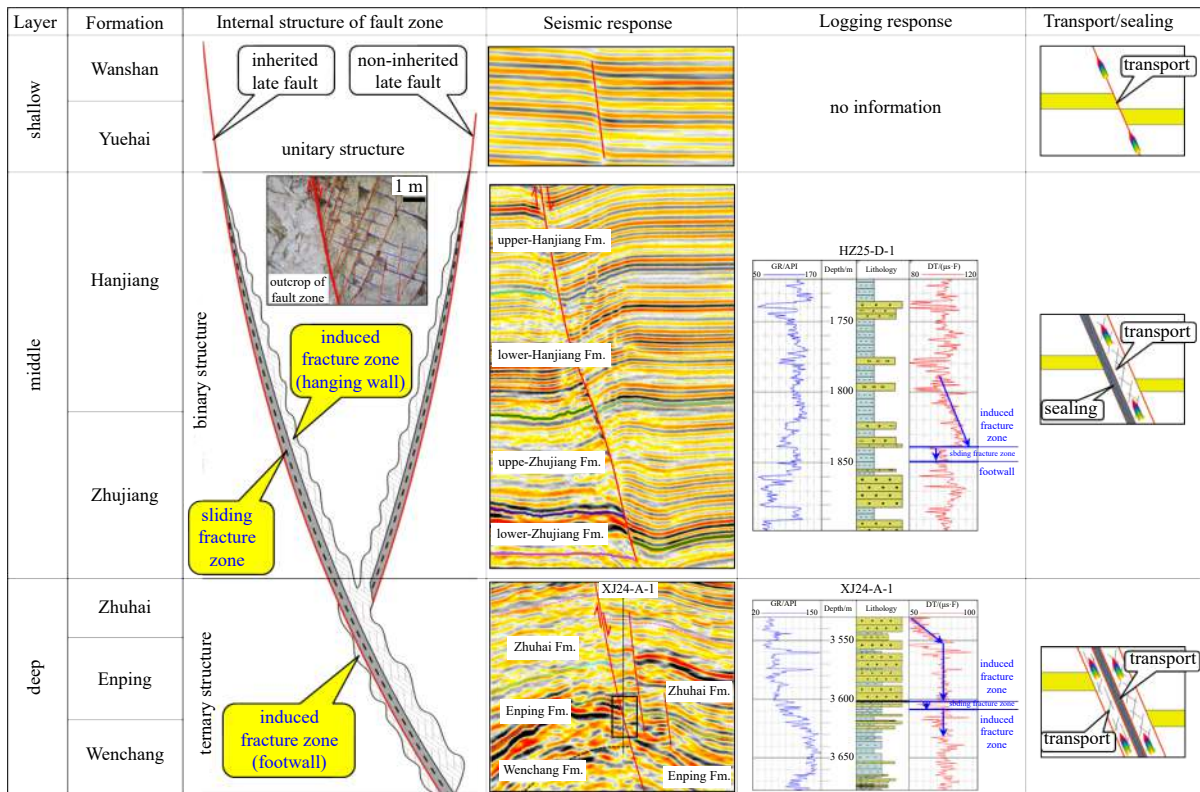 Layer
Formation
Internal structure of fault zone
Seismic response
Logging response
Transport/sealing
shallow
Wanshan
Yuehai
inherited
late fault
non-inherited
late fault
unitary structure
no information
transport
middle
Hanjiang
Zhujiang
binary structure
1 m
outcrop of
fault zone
induced
fracture zone
(hanging wall)
sliding
fracture
zone
upper-Hanjiang Fm.
lower-Hanjiang Fm.
uppe-Zhujiang Fm.
lower-Zhujiang Fm.
HZ25-D-1
GR/API
50
170
Depth/m
Lithology
DT/(μs·F)
80
120
1 750
1 800
1 850
induced
fracture
zone
sbding fracture zone
footwall
transport
sealing
deep
Zhuhai
Enping
Wenchang
ternary structure
induced
fracture zone
(footwall)
XJ24-A-1
Zhuhai Fm.
Zhuhai Fm.
Enping Fm.
Wenchang Fm.
Enping Fm.
XJ24-A-1
GR/API
20
150
Depth/m
Lithology
DT/(μs·F)
50
100
3 550
3 600
3 650
induced
fracture
zone
sbding fracture zone
induced
fracture
zone
transport
transport